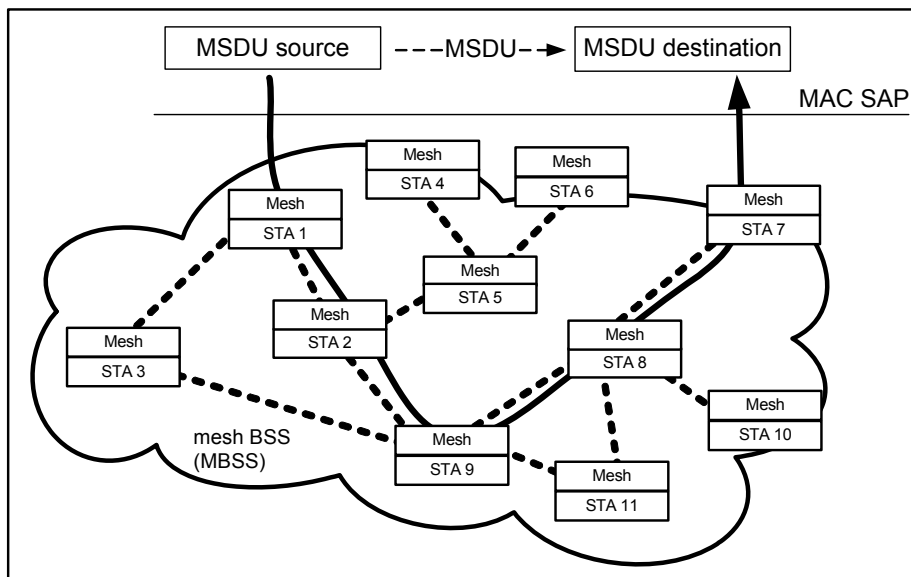 MSDU source
MSDU
MSDU destination
MAC SAP
Mesh
STA 4
Mesh
STA 6
Mesh
STA 1
Mesh
STA 7
Mesh
STA 5
Mesh
STA 2
Mesh
STA 3
Mesh
STA 8
Mesh
STA 10
mesh BSS
(MBSS)
Mesh
STA 9
Mesh
STA 11